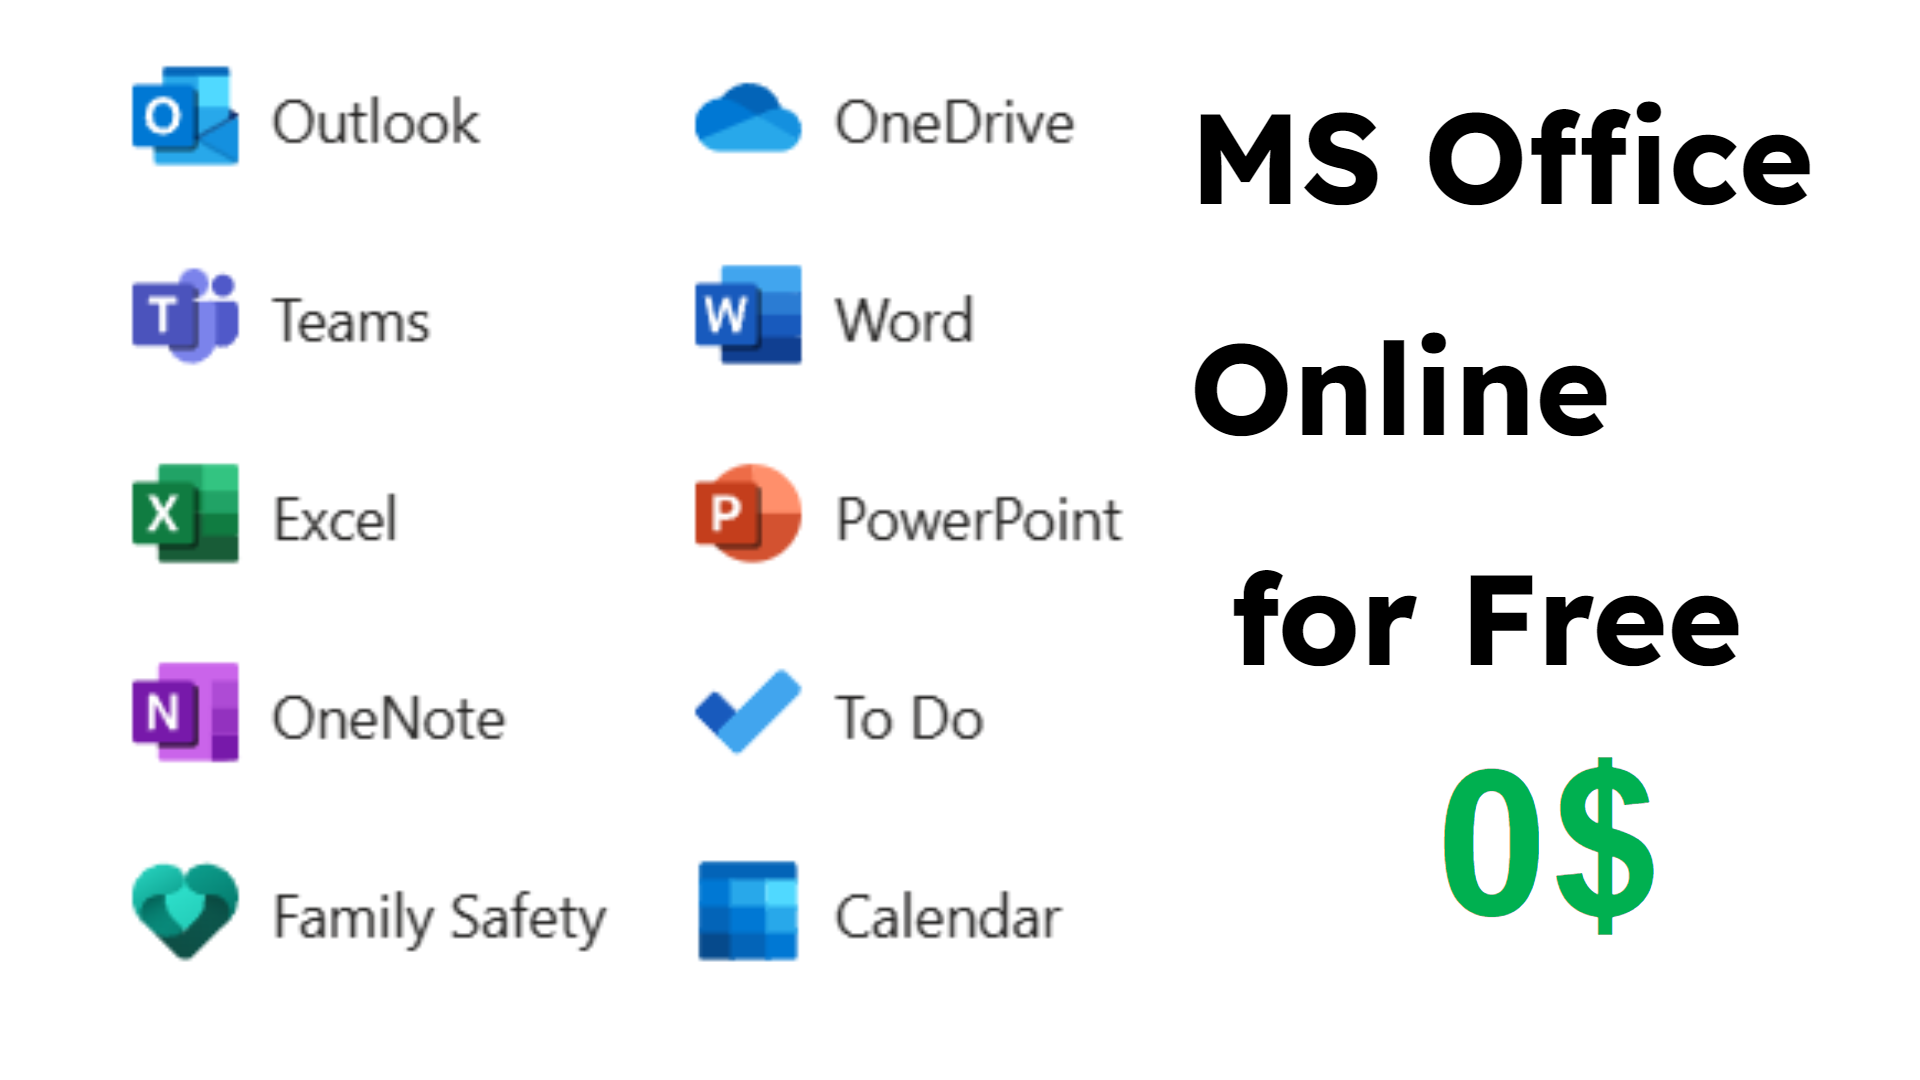 O Outlook
OneDrive
T Teams
W Word
X Excel
P PowerPoint
N OneNote
To Do
Family Safety
Calendar
MS Office
Online
for Free
0$